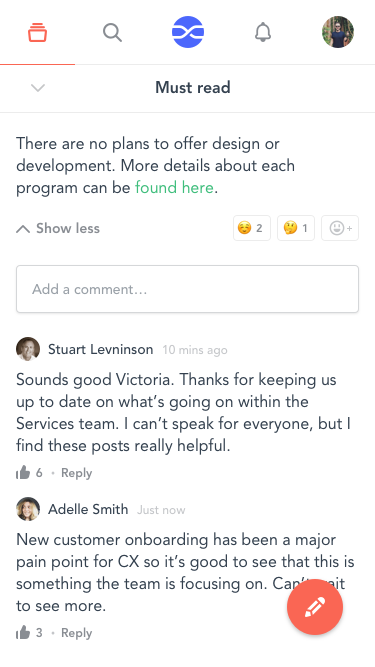 Must read
There are no plans to offer design or
development. More details about each
program can be found here.
Show less
2
1
+
Add a comment...
Stuart Levninson 10 mins ago
Sounds good Victoria. Thanks for keeping us
up to date on what's going on within the
Services team. I can't speak for everyone, but I
find these posts really helpful.
6 · Reply
Adelle Smith Just now
New customer onboarding has been a major
pain point for CX so it's good to see that this is
something the team is focusing on.
to see more.
3 · Reply